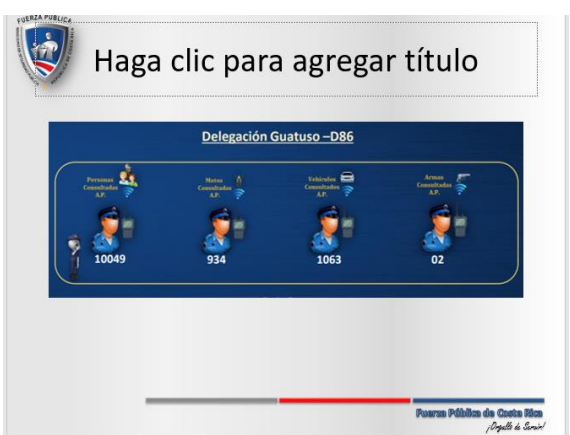 FUERZA PUBLICA
Haga clic para agregar título
Delegación Guatuso –D86
Personas
Consultadas
A.P.
Motos
Consultadas
A.P.
Vehículos
Consultados
A.P.
Armas
Consultadas
A.P.
10049
934
1063
02
Fuerza Pública de Costa Rica
¡Orgullo de Servir!